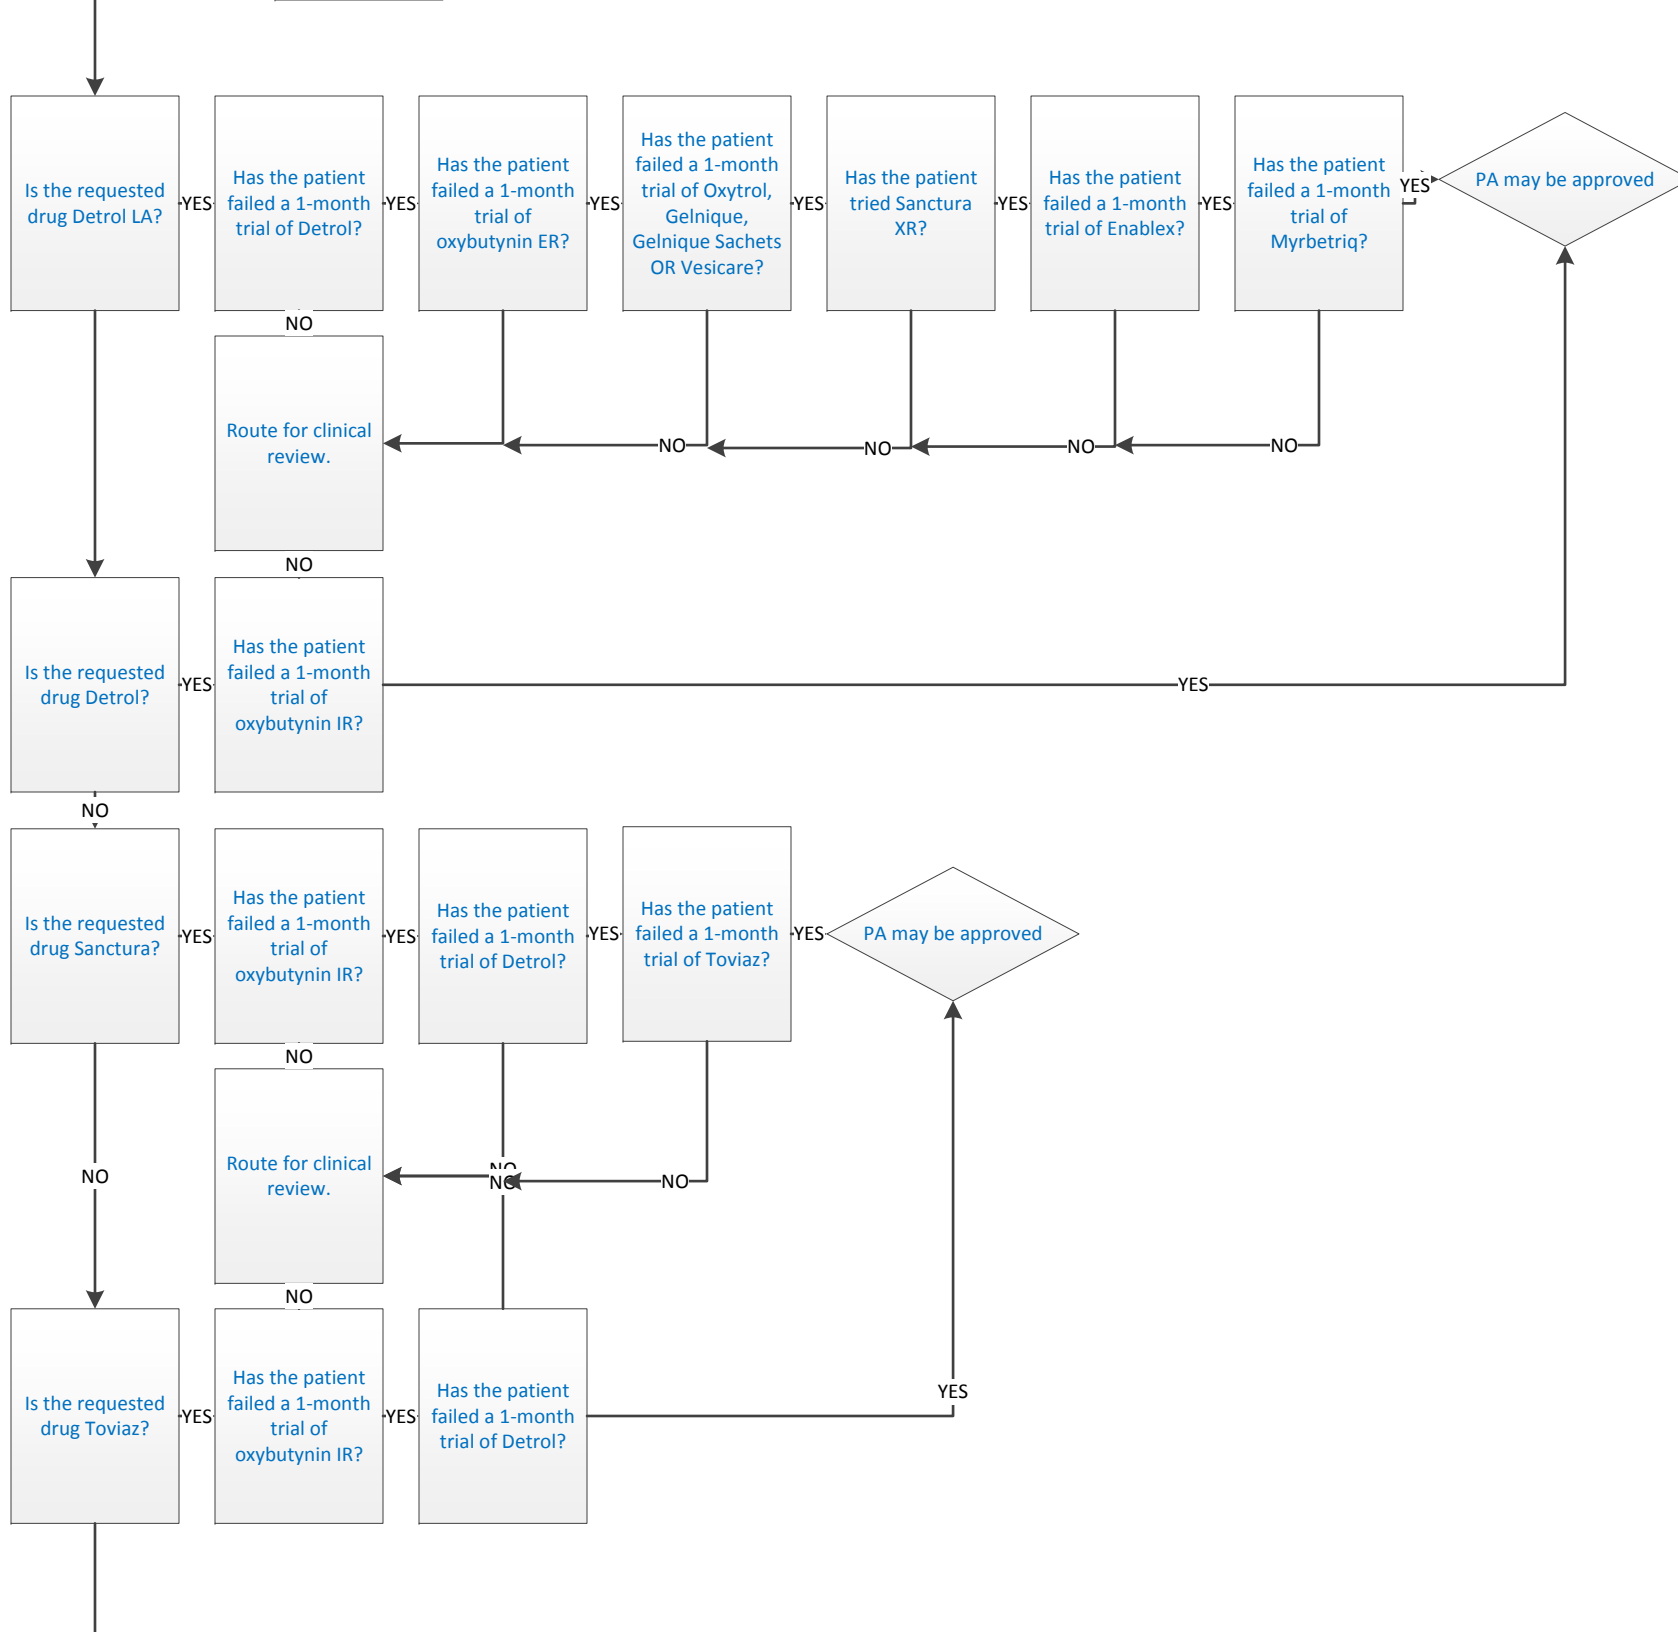 Is the requested
drug Detrol LA?
YES
Has the patient
failed a 1-month
trial of Detrol?
YES
Has the patient
failed a 1-month
trial of
oxybutynin ER?
YES
Has the patient
failed a 1-month
trial of Oxytrol,
Gelnique,
Gelnique Sachets
OR Vesicare?
YES
Has the patient
tried Sanctura
XR?
YES
Has the patient
failed a 1-month
trial of Enablex?
YES
Has the patient
failed a 1-month
trial of
Myrbetriq?
YES
PA may be approved
NO
Route for clinical
review.
NO
NO
NO
NO
NO
Is the requested
drug Detrol?
YES
Has the patient
failed a 1-month
trial of
oxybutynin IR?
YES
NO
Is the requested
drug Sanctura?
YES
Has the patient
failed a 1-month
trial of
oxybutynin IR?
YES
Has the patient
failed a 1-month
trial of Detrol?
YES
Has the patient
failed a 1-month
trial of Toviaz?
YES
PA may be approved
NO
NO
Route for clinical
review.
NO
NO
NO
NO
Is the requested
drug Toviaz?
YES
Has the patient
failed a 1-month
trial of
oxybutynin IR?
YES
Has the patient
failed a 1-month
trial of Detrol?
YES